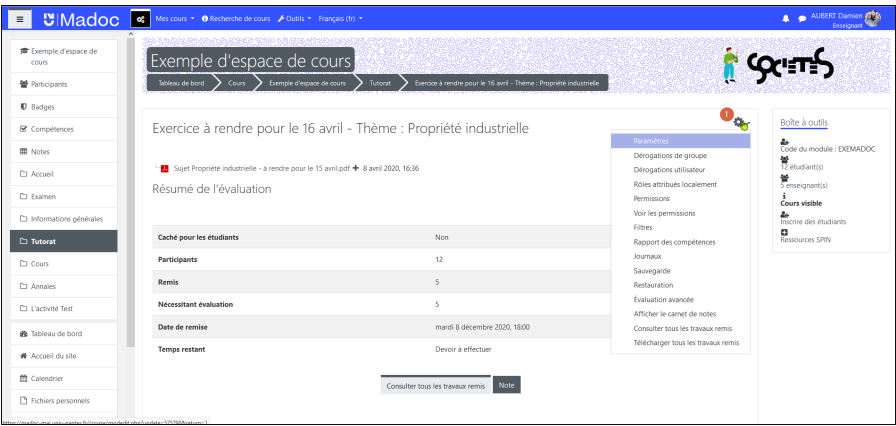 Madoc
Mes cours
Recherche de cours
Outils
Français (fr)
AUBERT Damien
Enseignant
Exemple d'espace de
cours
Participants
Badges
Compétences
Notes
Accueil
Examen
Informations générales
Tutorat
Cours
Annales
L'activité Test
Tableau de bord
Accueil du site
Calendrier
Fichiers personnels
Exemple d'espace de cours
Tableau de bord
Cours
Exemple d'espace de cours
Tutorat
Exercice à rendre pour le 16 avril - Thème : Propriété industrielle
SOCIETES
Exercice à rendre pour le 16 avril - Thème : Propriété industrielle
Sujet Propriété industrielle - à rendre pour le 15 avril.pdf
8 avril 2020, 16:36
Résumé de l'évaluation
Caché pour les étudiants Non
Participants 12
Remis 5
Nécessitant évaluation 5
Date de remise mardi 8 décembre 2020, 18:00
Temps restant Devoir à effectuer
Consulter tous les travaux remis
Note
1
Paramètres
Dérogations de groupe
Dérogations utilisateur
Rôles attribués localement
Permissions
Voir les permissions
Filtres
Rapport des compétences
Journaux
Sauvegarde
Restauration
Évaluation avancée
Afficher le carnet de notes
Consulter tous les travaux remis
Télécharger tous les travaux remis
Boîte à outils
Code du module : EXEMADOC
12 étudiant(s)
5 enseignant(s)
Cours visible
Inscrire des étudiants
Ressources SPIN